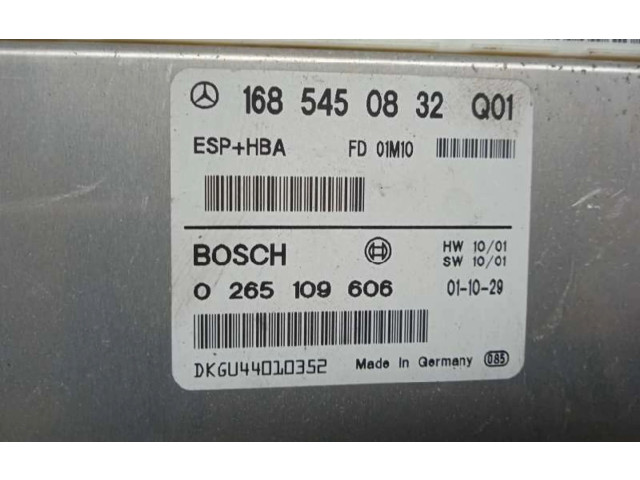 168 545 08 32 Q01
ESP+HBA FD 01M10
BOSCH HW 10/01
SW 10/01
0 265 109 606 01-10-29
DKGU44010352 Made in Germany 085